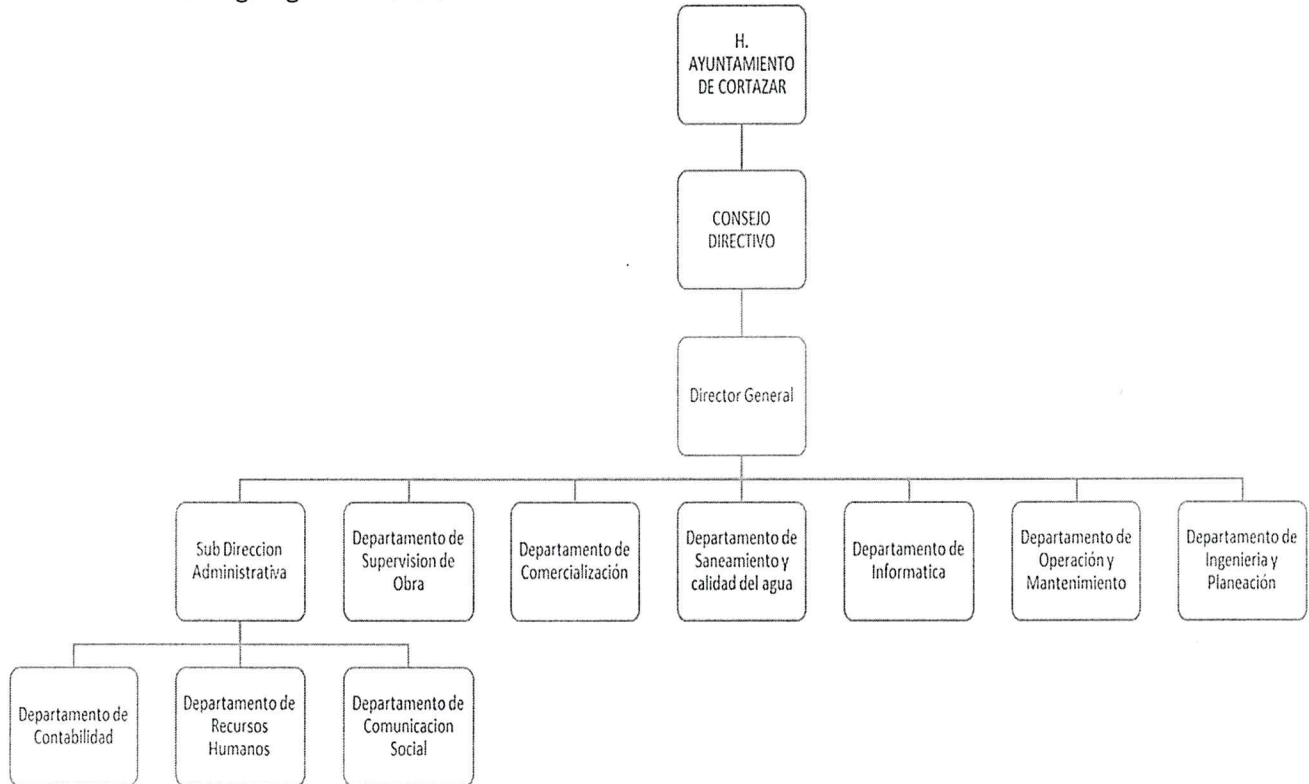 H.
AYUNTAMIENTO
DE CORTAZAR
CONSEJO
DIRECTIVO
Director General
Sub Direccion
Administrativa
Departamento de
Supervision de
Obra
Departamento de
Comercialización
Departamento de
Saneamiento y
calidad del agua
Departamento de
Informatica
Departamento de
Operación y
Mantenimiento
Departamento de
Ingenieria y
Planeación
Departamento de
Contabilidad
Departamento de
Recursos
Humanos
Departamento de
Comunicacion
Social